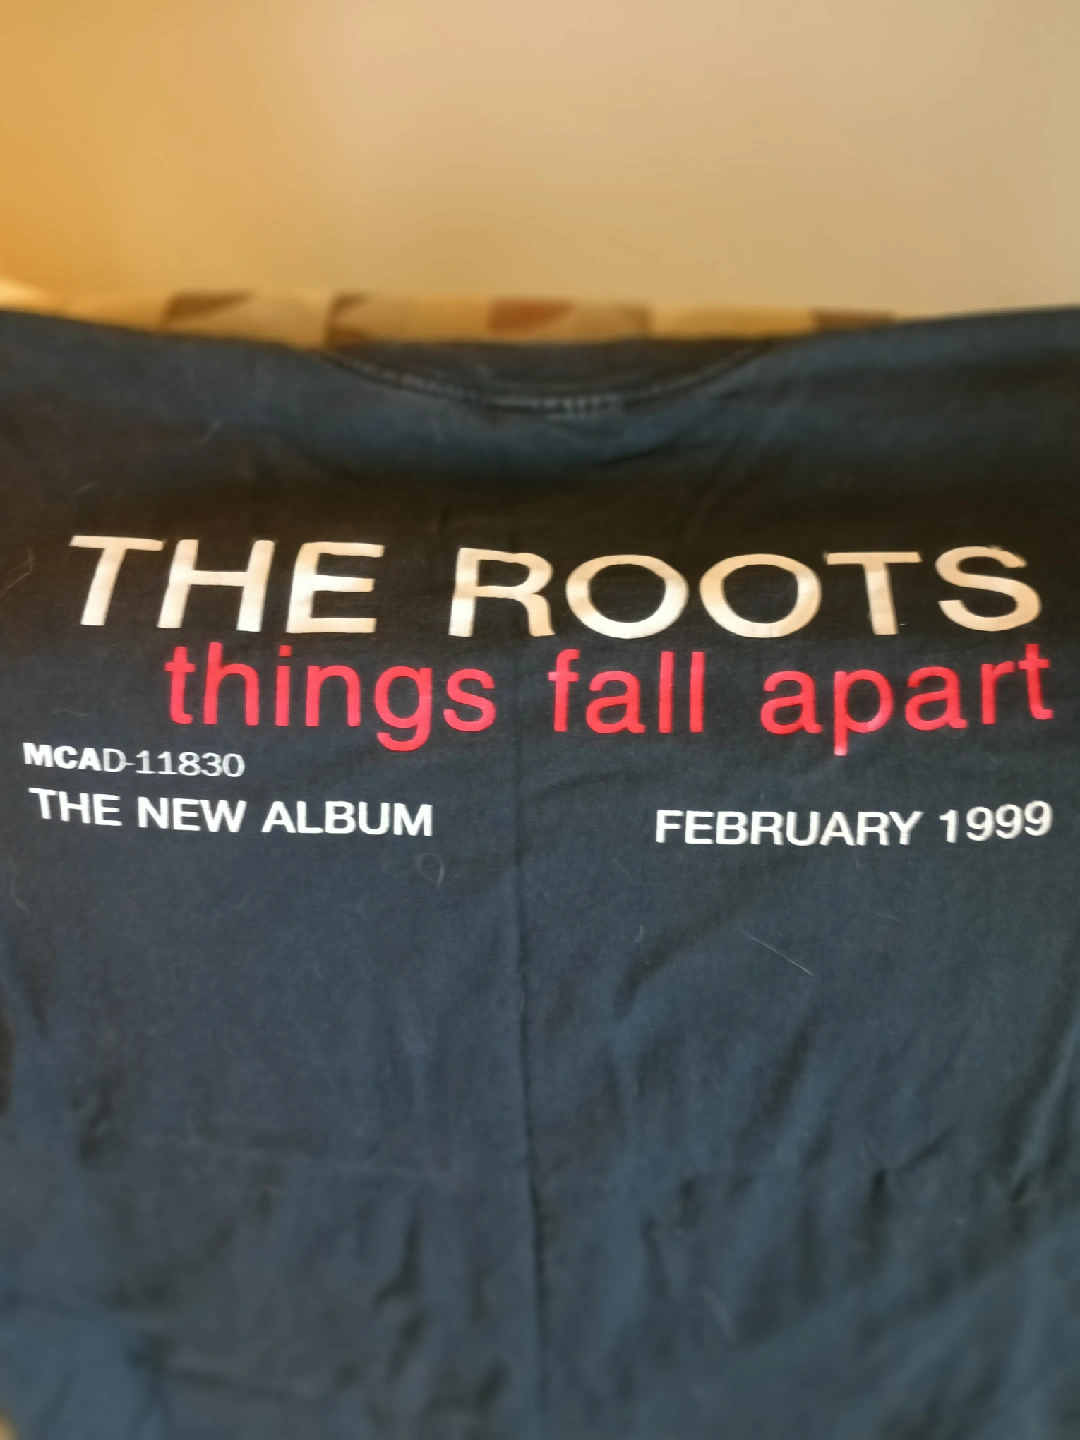 THE ROOTS
things fall apart
MCAD-11830
THE NEW ALBUM
FEBRUARY 1999